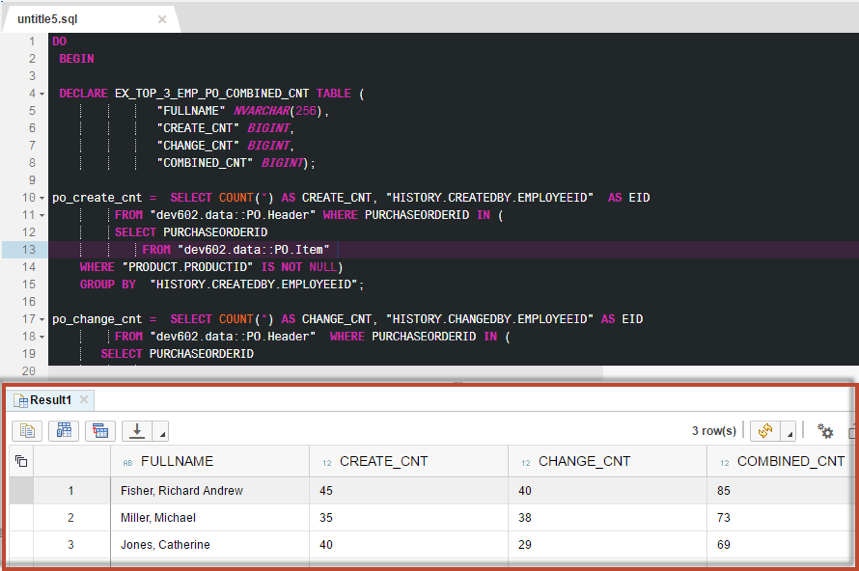 untitle5.sql
1 DO
2 BEGIN
3
4 DECLARE EX_TOP_3_EMP_PO_COMBINED_CNT TABLE (
5 "FULLNAME" NVARCHAR(256),
6 "CREATE_CNT" BIGINT,
7 "CHANGE_CNT" BIGINT,
8 "COMBINED_CNT" BIGINT);
9
10 po_create_cnt = SELECT COUNT(*) AS CREATE_CNT, "HISTORY.CREATEDBY.EMPLOYEEID" AS EID
11 FROM "dev602.data::PO.Header" WHERE PURCHASEORDERID IN (
12 SELECT PURCHASEORDERID
13 FROM "dev602.data::PO.Item"
14 WHERE "PRODUCT.PRODUCTID" IS NOT NULL)
15 GROUP BY "HISTORY.CREATEDBY.EMPLOYEEID";
16
17 po_change_cnt = SELECT COUNT(*) AS CHANGE_CNT, "HISTORY.CHANGEDBY.EMPLOYEEID" AS EID
18 FROM "dev602.data::PO.Header" WHERE PURCHASEORDERID IN (
19 SELECT PURCHASEORDERID
20
Result1
3 row(s)
AB FULLNAME 12 CREATE_CNT 12 CHANGE_CNT 12 COMBINED_CNT
1 Fisher, Richard Andrew 45 40 85
2 Miller, Michael 35 38 73
3 Jones, Catherine 40 29 69